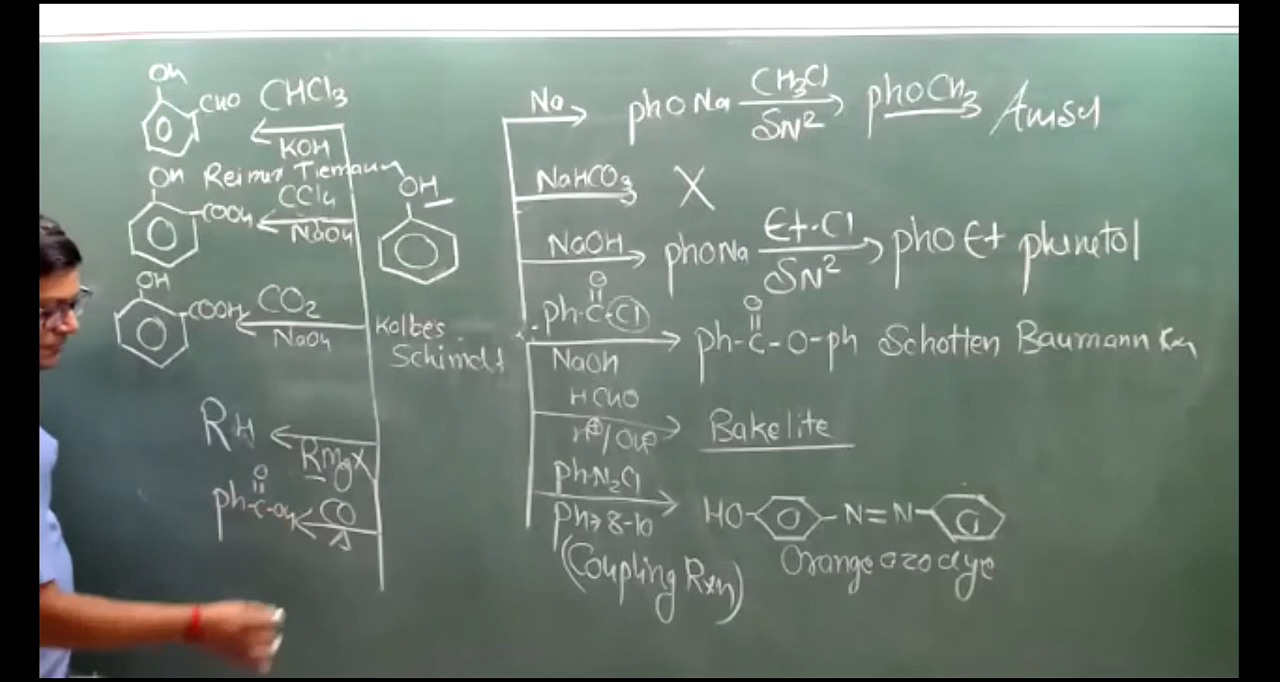 OH
CHO CHCl3
KOH
Reimer Tiemann
OH
CCl4
COOH
NaOH
OH
OH
COOH CO2
NaOH
Kolbes
Schimdt
RH
RMgX
O
ph-C-OH CO
Δ
Na
phONa CH3Cl phOCH3 Anisol
SN2
NaHCO3 X
NaOH phONa Et-Cl phOEt phenetol
SN2
O
ph-C-Cl
NaOH
O
ph-C-O-ph Schotten Baumann Rxn
HCHO
H⊕/OH⊖ Bakelite
ph-N2Cl
PH→8-10
HO N=N
(Coupling Rxn) Orange azo dye